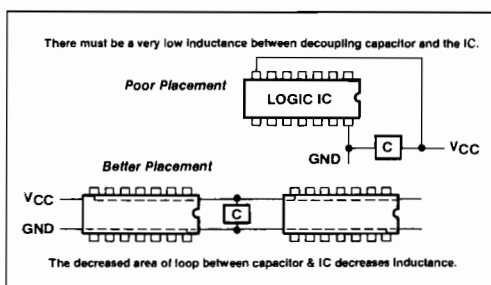 There must be a very low inductance between decoupling capacitor and the IC.
Poor Placement
LOGIC IC
C
VCC
GND
Better Placement
VCC
C
GND
The decreased area of loop between capacitor & IC decreases Inductance.